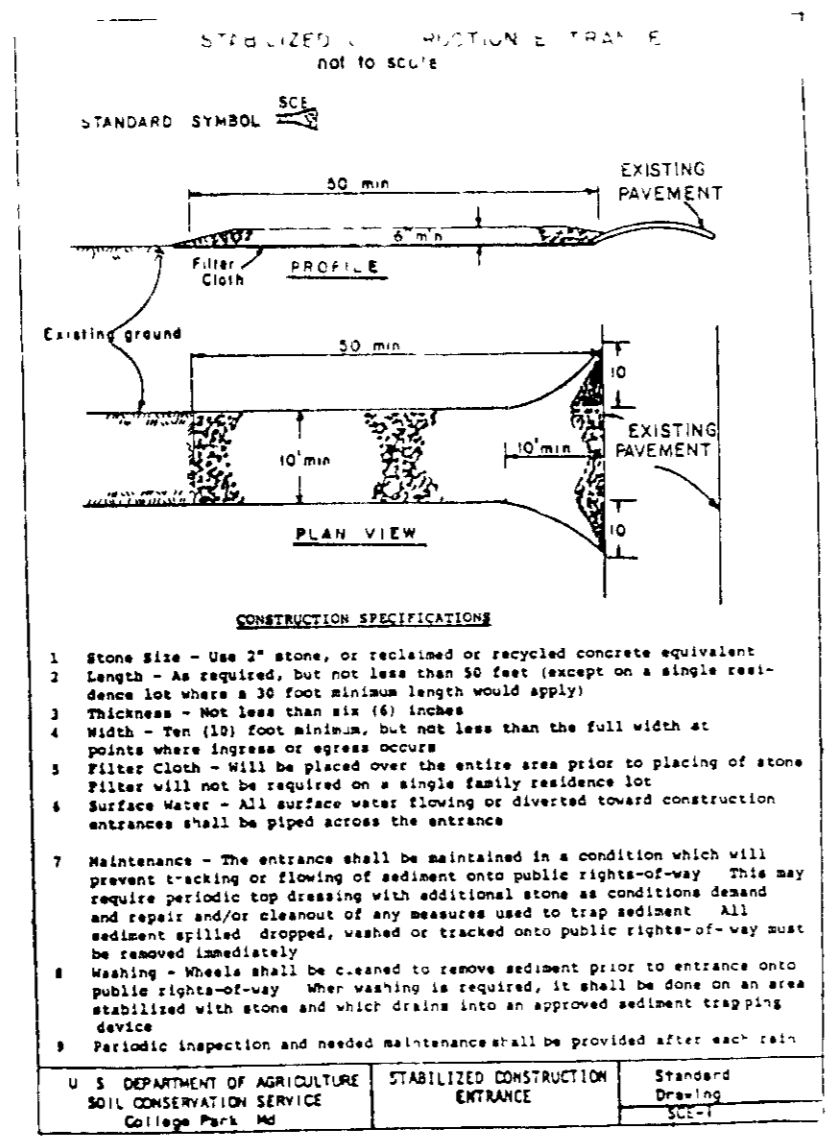 STABILIZED CONSTRUCTION ENTRANCE
not to scale
SCE
STANDARD SYMBOL
50 min
EXISTING
PAVEMENT
6" min
Filter
Cloth
PROFILE
Existing ground
50 min
10
10' min
10' min
EXISTING
PAVEMENT
10
PLAN VIEW
CONSTRUCTION SPECIFICATIONS
1 Stone Size - Use 2" stone, or reclaimed or recycled concrete equivalent
2 Length - As required, but not less than 50 feet (except on a single resi-
dence lot where a 30 foot minimum length would apply)
3 Thickness - Not less than six (6) inches
4 Width - Ten (10) foot minimum, but not less than the full width at
points where ingress or egress occurs
5 Filter Cloth - Will be placed over the entire area prior to placing of stone
Filter will not be required on a single family residence lot
6 Surface Water - All surface water flowing or diverted toward construction
entrances shall be piped across the entrance
7 Maintenance - The entrance shall be maintained in a condition which will
prevent tracking or flowing of sediment onto public rights-of-way This may
require periodic top dressing with additional stone as conditions demand
and repair and/or cleanout of any measures used to trap sediment All
sediment spilled dropped, washed or tracked onto public rights-of-way must
be removed immediately
8 Washing - Wheels shall be cleaned to remove sediment prior to entrance onto
public rights-of-way When washing is required, it shall be done on an area
stabilized with stone and which drains into an approved sediment trapping
device
9 Periodic inspection and needed maintenance shall be provided after each rain
U S DEPARTMENT OF AGRICULTURE
SOIL CONSERVATION SERVICE
College Park Md
STABILIZED CONSTRUCTION
ENTRANCE
Standard
Drawing
SCE-1